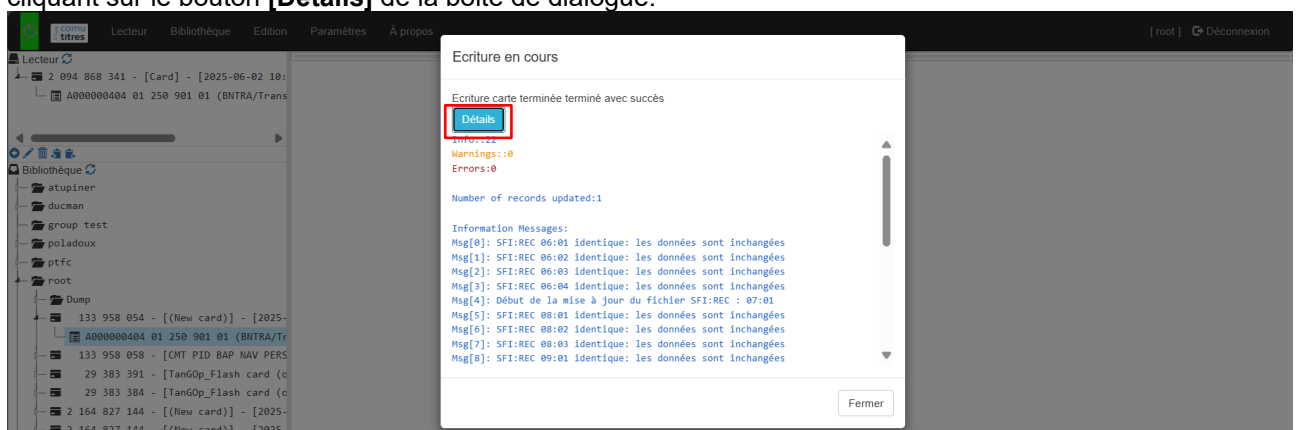 cliquant sur le bouton [Détails] de la boîte de dialogue.
comu
titres
Lecteur Bibliothèque Edition Paramètres À propos
[ root ] Déconnexion
Lecteur
2 094 868 341 - [Card] - [2025-06-02 10:
A000000404 01 250 901 01 (BNTRA/Trans
Bibliothèque
atupiner
ducman
group test
poladoux
ptfc
root
Dump
133 958 054 - [(New card)] - [2025-
A000000404 01 250 901 01 (BNTRA/Tr
133 958 058 - [CMT PID BAP NAV PERS
29 383 391 - [TanGOp_Flash card (c
29 383 384 - [TanGOp_Flash card (c
2 164 827 144 - [(New card)] - [2025-
2 164 827 144 - [(New card)] - [2025-
Ecriture en cours
Ecriture carte terminée terminé avec succès
Détails
Info::22
Warnings::0
Errors:0
Number of records updated:1
Information Messages:
Msg[0]: SFI:REC 06:01 identique: les données sont inchangées
Msg[1]: SFI:REC 06:02 identique: les données sont inchangées
Msg[2]: SFI:REC 06:03 identique: les données sont inchangées
Msg[3]: SFI:REC 06:04 identique: les données sont inchangées
Msg[4]: Début de la mise à jour du fichier SFI:REC : 07:01
Msg[5]: SFI:REC 08:01 identique: les données sont inchangées
Msg[6]: SFI:REC 08:02 identique: les données sont inchangées
Msg[7]: SFI:REC 08:03 identique: les données sont inchangées
Msg[8]: SFI:REC 09:01 identique: les données sont inchangées
Fermer